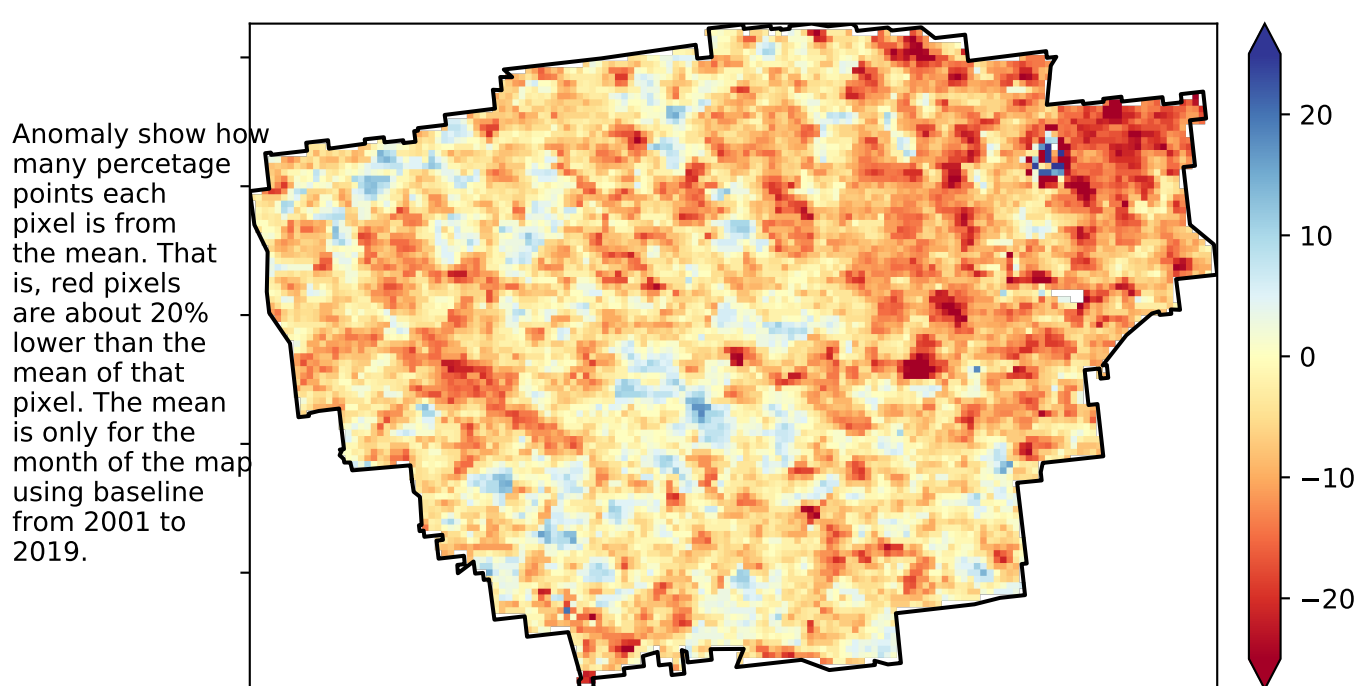 Anomaly show how
many percetage
points each
pixel is from
the mean. That
is, red pixels
are about 20%
lower than the
mean of that
pixel. The mean
is only for the
month of the map
using baseline
from 2001 to
2019.
20
10
0
−10
−20